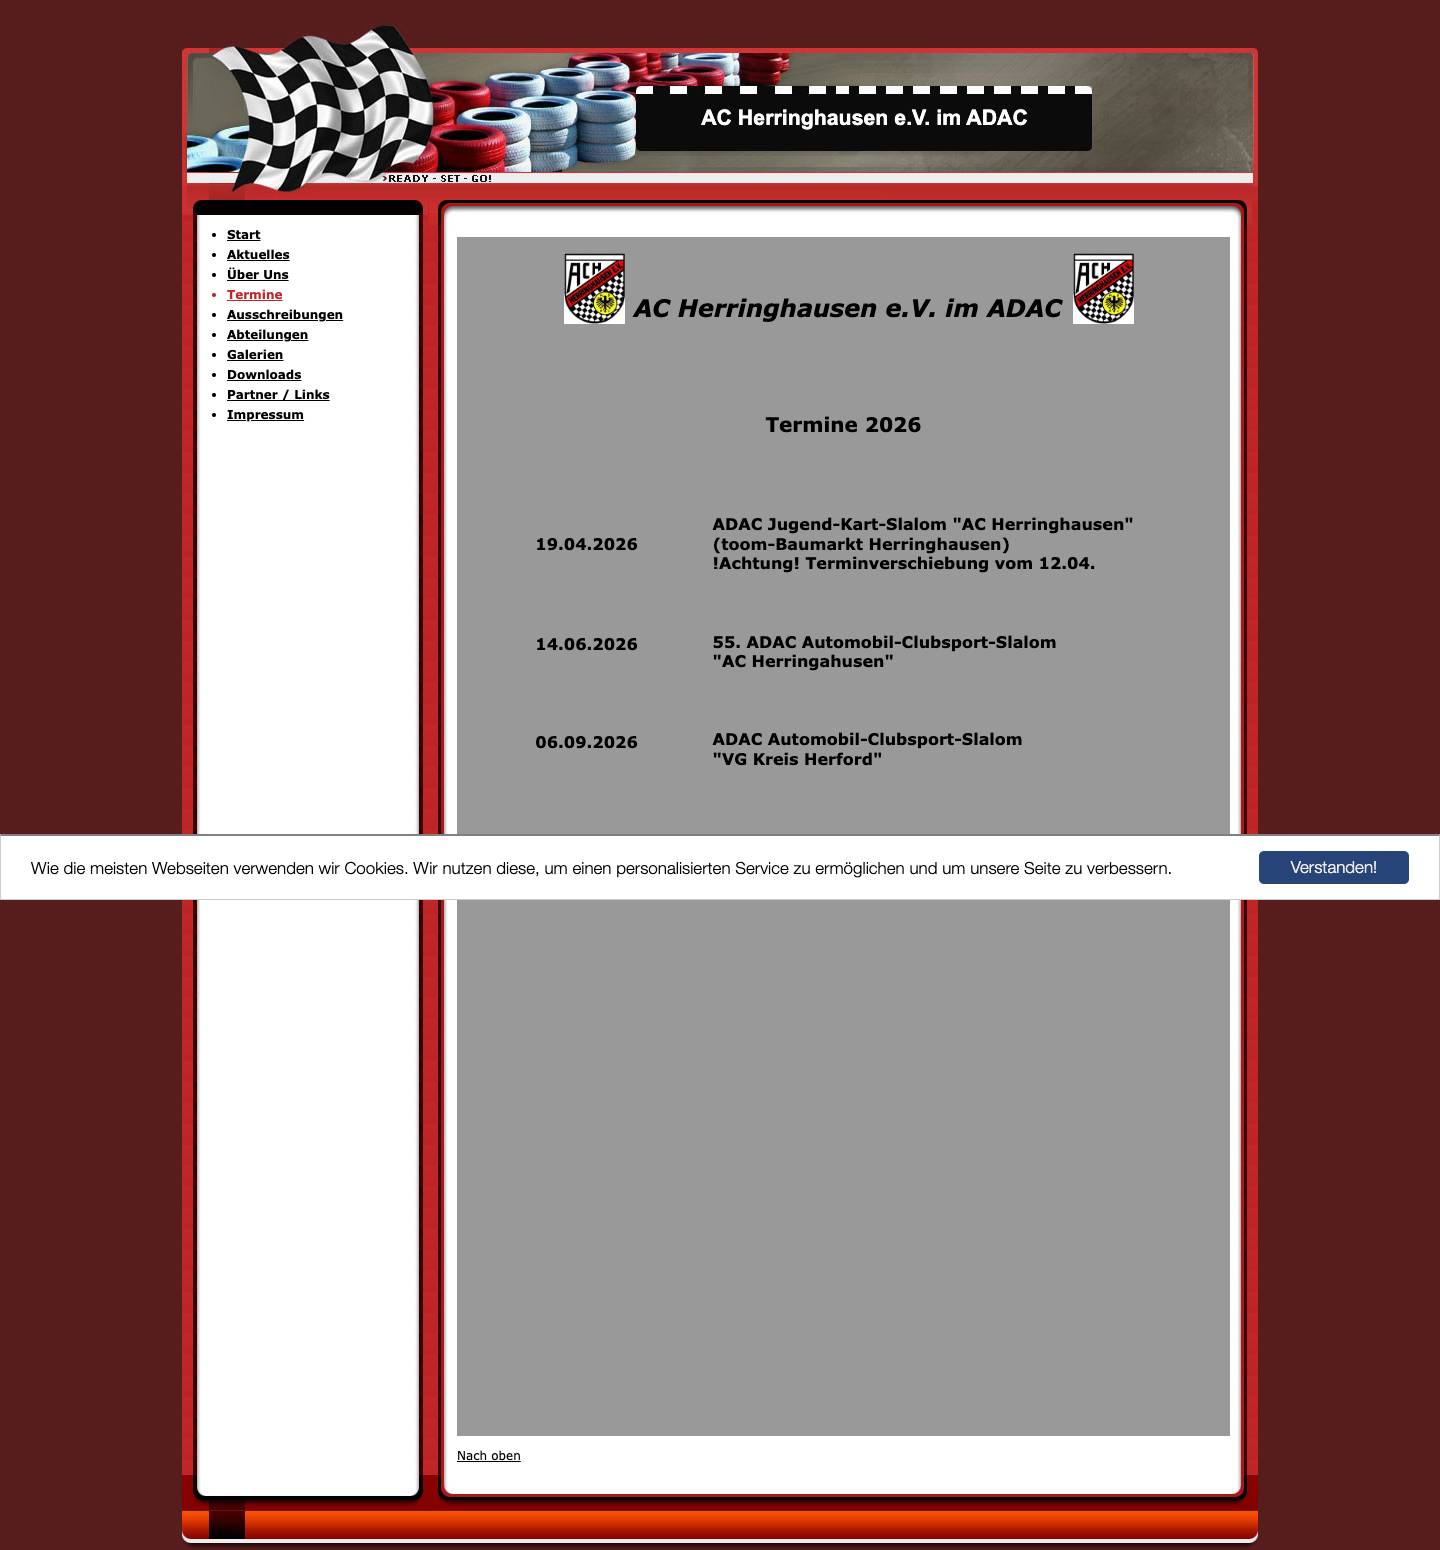 AC Herringhausen e.V. im ADAC
>READY - SET - GO!
Start
Aktuelles
Über Uns
Termine
Ausschreibungen
Abteilungen
Galerien
Downloads
Partner / Links
Impressum
ACH
HERRINGHAUSEN E.V.
AC Herringhausen e.V. im ADAC
ACH
HERRINGHAUSEN E.V.
Termine 2026
19.04.2026
ADAC Jugend-Kart-Slalom "AC Herringhausen"
(toom-Baumarkt Herringhausen)
!Achtung! Terminverschiebung vom 12.04.
14.06.2026
55. ADAC Automobil-Clubsport-Slalom
"AC Herringahusen"
06.09.2026
ADAC Automobil-Clubsport-Slalom
"VG Kreis Herford"
Wie die meisten Webseiten verwenden wir Cookies. Wir nutzen diese, um einen personalisierten Service zu ermöglichen und um unsere Seite zu verbessern.
Verstanden!
Nach oben